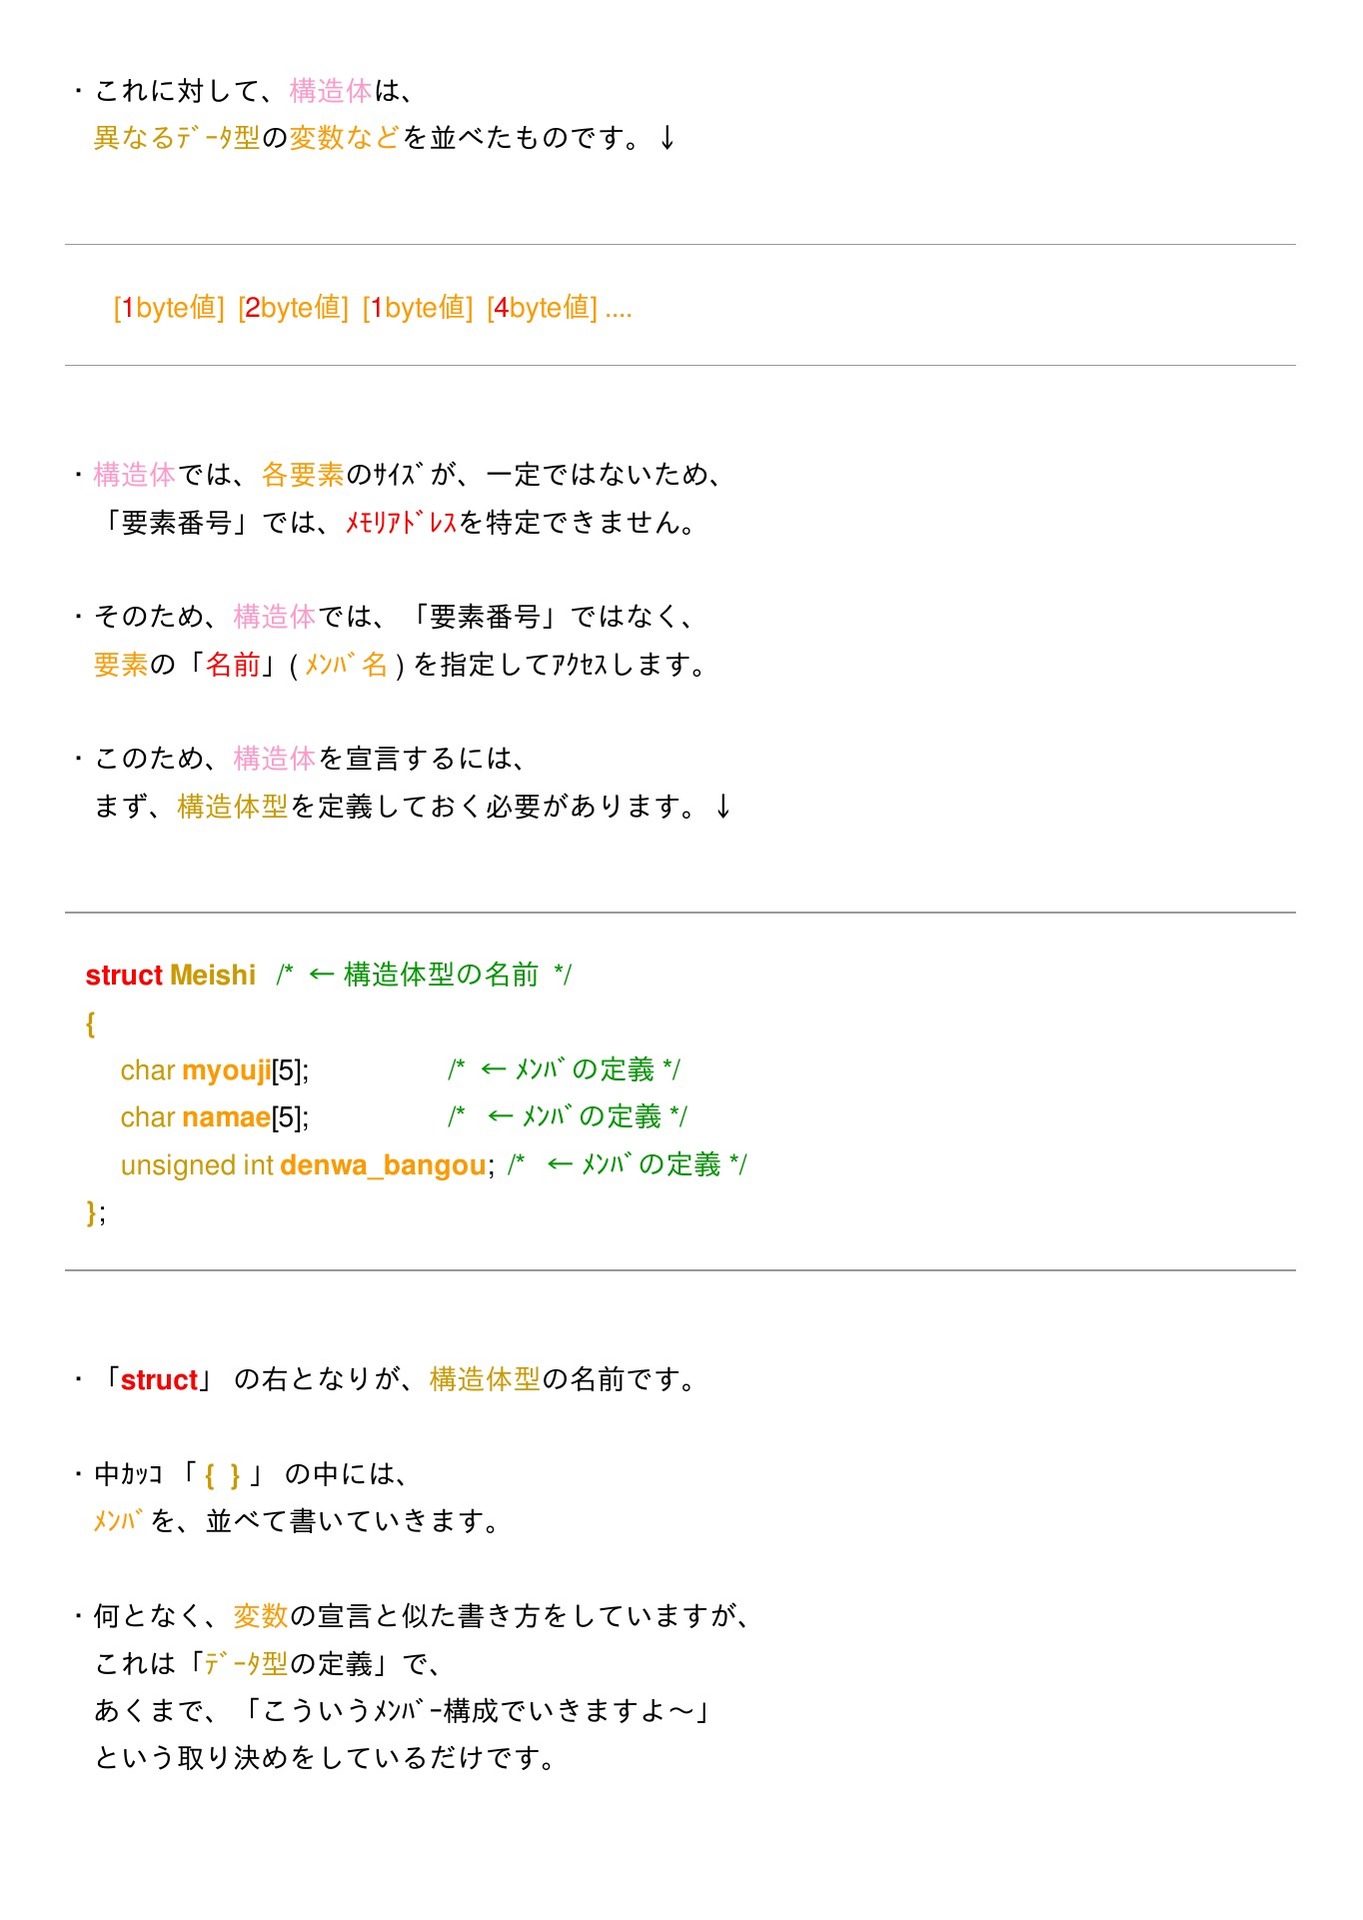 ・これに対して、構造体は、
異なるﾃﾞｰﾀ型の変数などを並べたものです。↓
[1byte値] [2byte値] [1byte値] [4byte値] ....
・構造体では、各要素のｻｲｽﾞが、一定ではないため、
「要素番号」では、ﾒﾓﾘｱﾄﾞﾚｽを特定できません。
・そのため、構造体では、「要素番号」ではなく、
要素の「名前」( ﾒﾝﾊﾞ名 ) を指定してｱｸｾｽします。
・このため、構造体を宣言するには、
まず、構造体型を定義しておく必要があります。↓
struct Meishi /* ← 構造体型の名前 */
{
char myouji[5]; /* ← ﾒﾝﾊﾞの定義 */
char namae[5]; /* ← ﾒﾝﾊﾞの定義 */
unsigned int denwa_bangou; /* ← ﾒﾝﾊﾞの定義 */
};
・「struct」 の右となりが、構造体型の名前です。
・中ｶｯｺ 「 { } 」 の中には、
ﾒﾝﾊﾞを、並べて書いていきます。
・何となく、変数の宣言と似た書き方をしていますが、
これは「ﾃﾞｰﾀ型の定義」で、
あくまで、「こういうﾒﾝﾊﾞｰ構成でいきますよ～」
という取り決めをしているだけです。